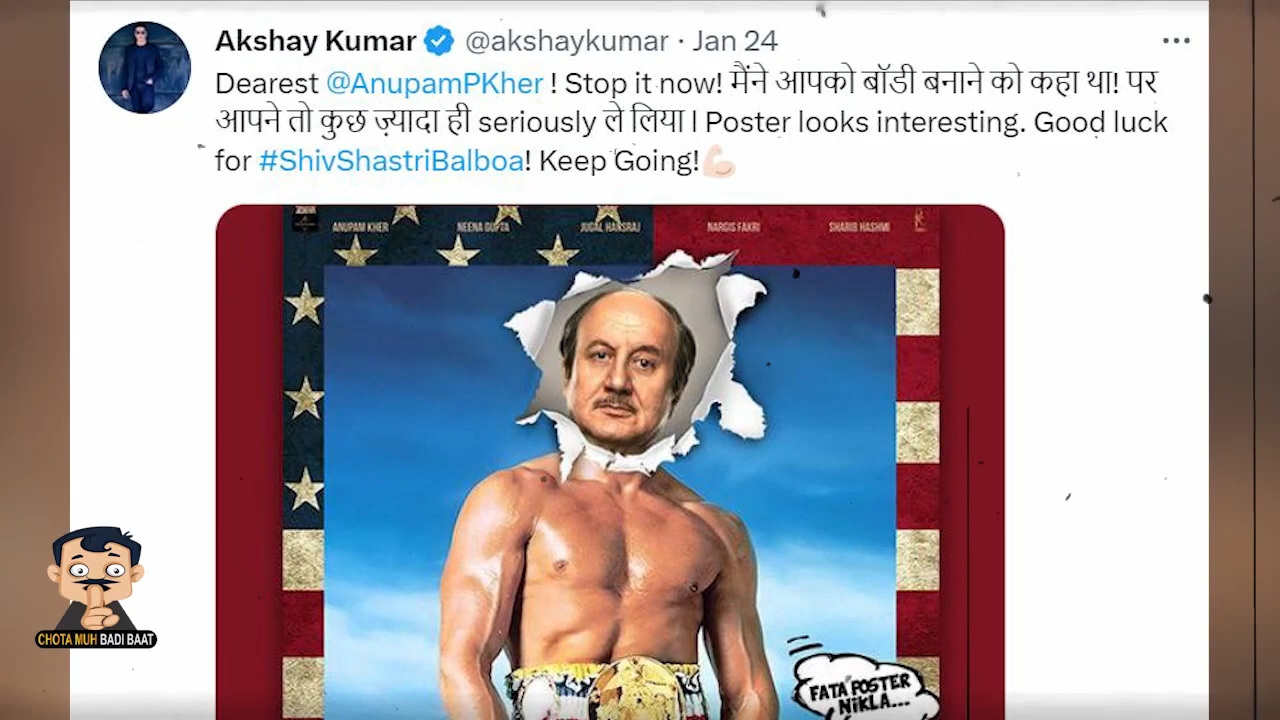 Akshay Kumar @akshaykumar · Jan 24
Dearest @AnupamPKher ! Stop it now! मैंने आपको बॉडी बनाने को कहा था! पर
आपने तो कुछ ज़्यादा ही seriously ले लिया I Poster looks interesting. Good luck
for #ShivShastriBalboa! Keep Going!💪🏻
ANUPAM KHER NEENA GUPTA JUGAL HANSRAJ NARGIS FAKRI SHARIB HASHMI
CHOTA MUH BADI BAAT
FATA POSTER
NIKLA...